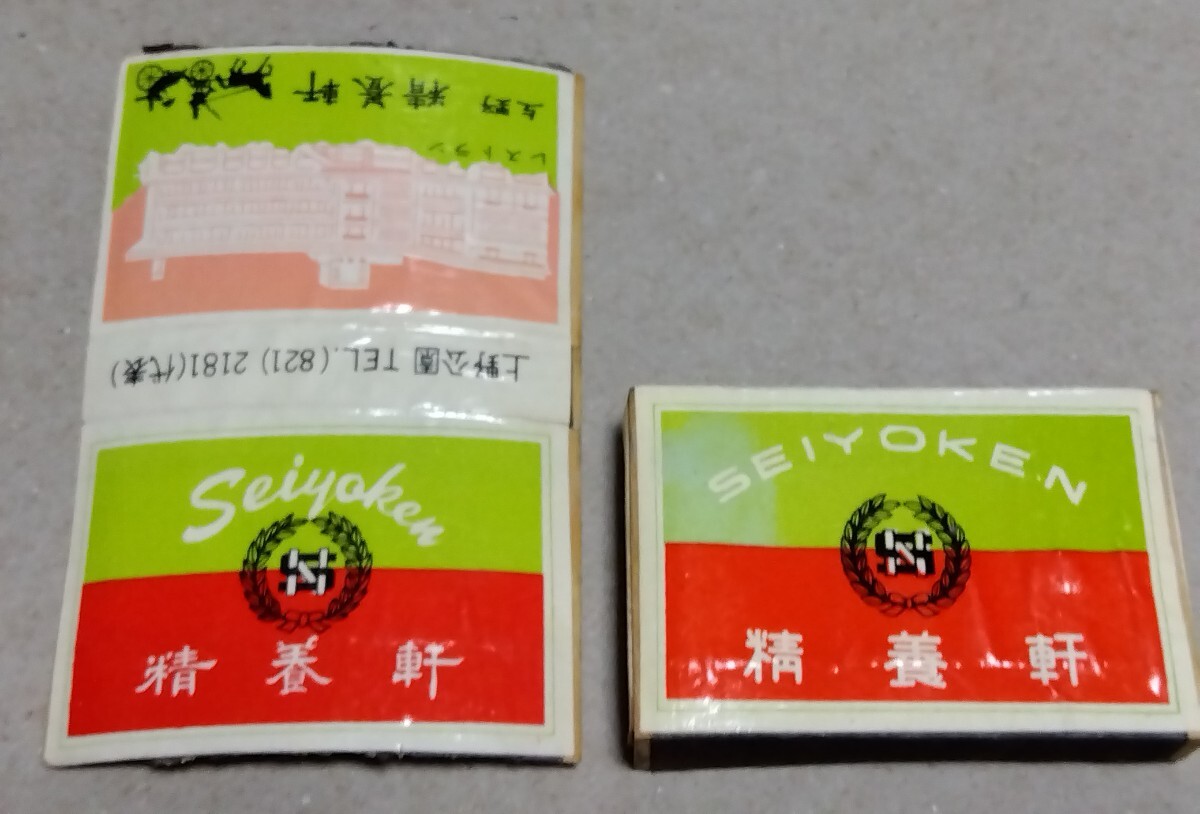 上野 精養軒
レストラン
上野公園 TEL.(821) 2181(代表)
Seiyoken
精養軒
SEIYOKEN
精養軒